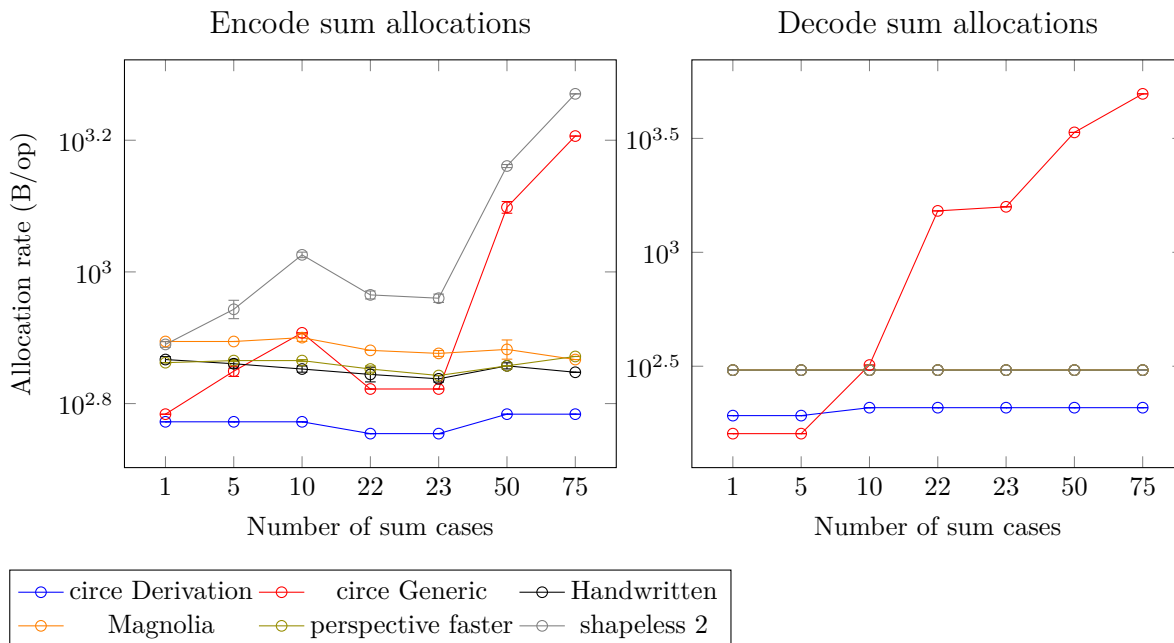 Encode sum allocations
Decode sum allocations
Allocation rate (B/op)
10^3.2
10^3
10^2.8
1 5 10 22 23 50 75
Number of sum cases
10^3.5
10^3
10^2.5
1 5 10 22 23 50 75
Number of sum cases
circe Derivation circe Generic Handwritten
Magnolia perspective faster shapeless 2